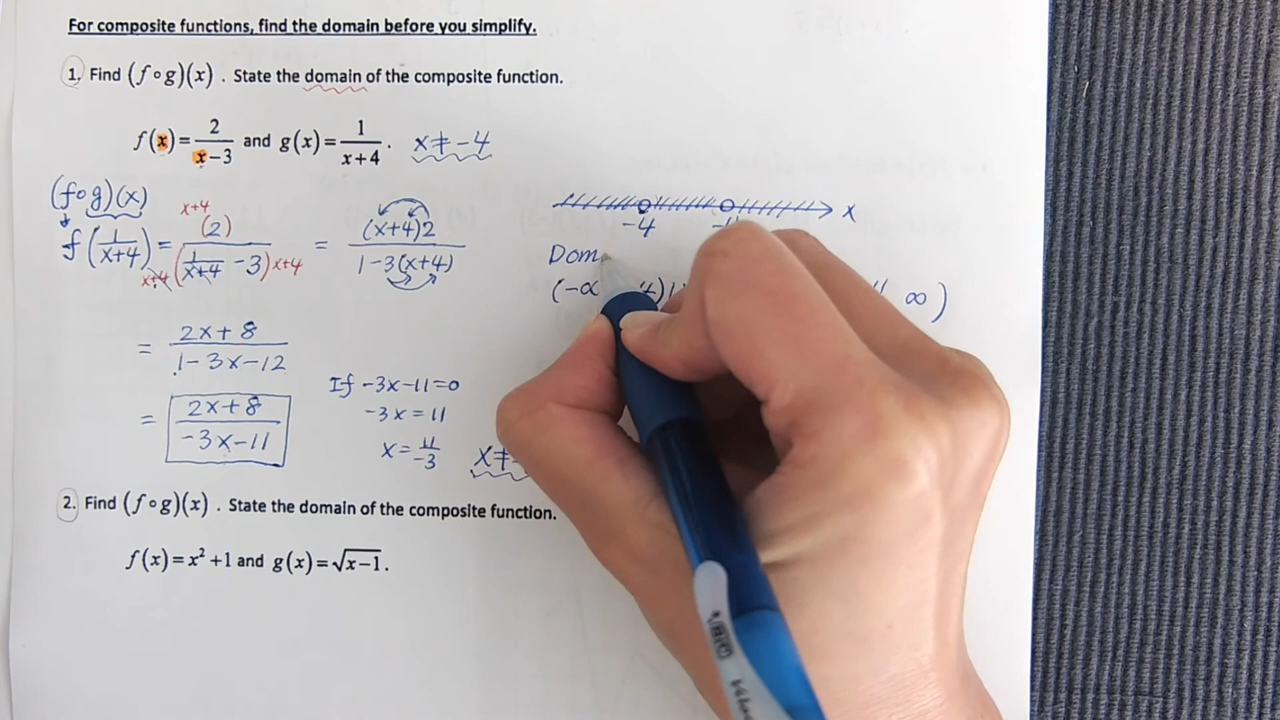 For composite functions, find the domain before you simplify.
1. Find (f∘g)(x). State the domain of the composite function.
f(x)=2/(x−3) and g(x)=1/(x+4). x≠−4
(f∘g)(x)
f(1/(x+4)) = x+4 (2) / x+4 (1/(x+4) −3) x+4 = (x+4)2 / 1−3(x+4)
= 2x+8 / 1−3x−12
= 2x+8 / −3x−11
If −3x−11=0
−3x=11
x=11/−3
x≠
−4 x
Dom
(−∞ ∞)
2. Find (f∘g)(x). State the domain of the composite function.
f(x)=x²+1 and g(x)=√(x−1).
BIC